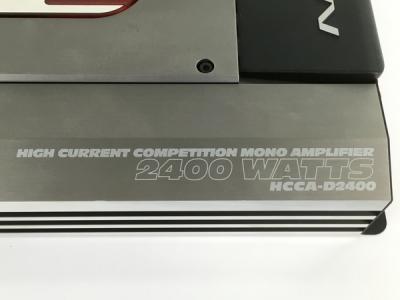 HIGH CURRENT COMPETITION MONO AMPLIFIER
2400 WATTS
HCCA-D2400